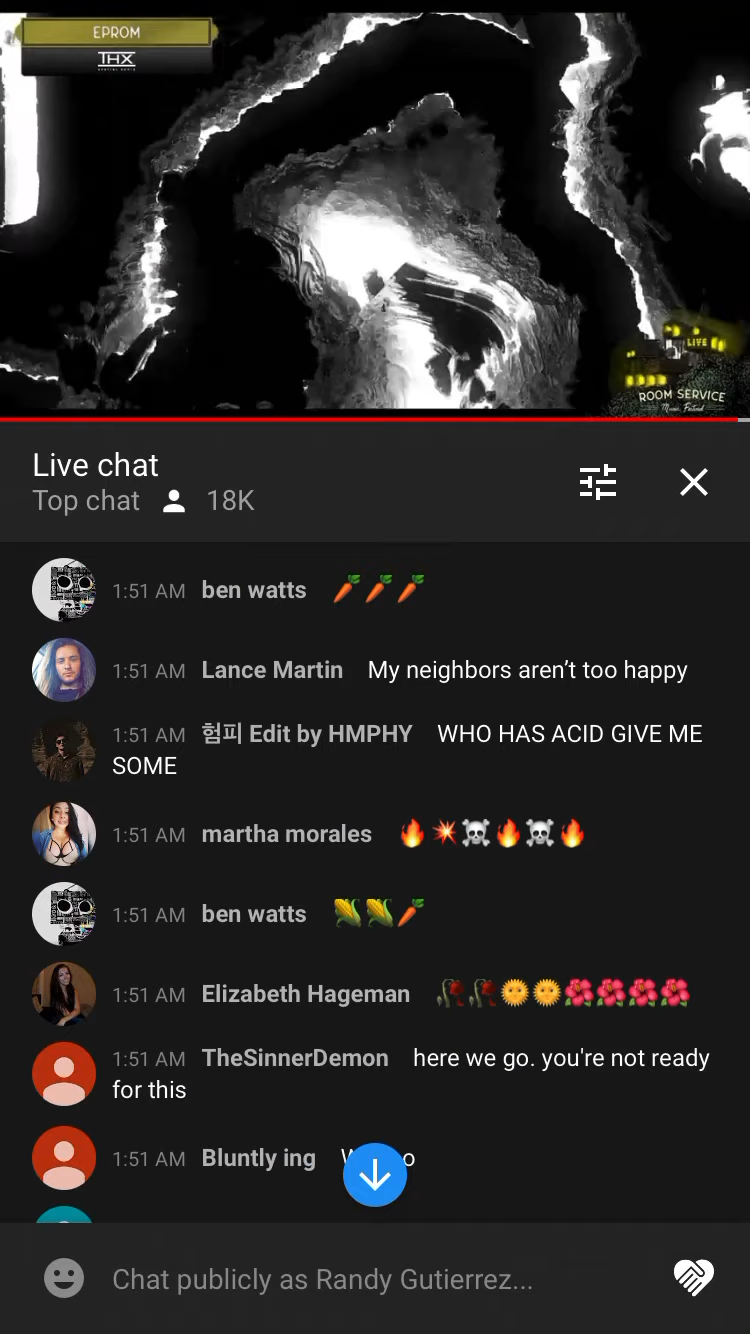 EPROM
THX
LIVE
ROOM SERVICE
Music Festival
Live chat
Top chat 18K
1:51 AM ben watts 🥕🥕🥕
1:51 AM Lance Martin My neighbors aren’t too happy
1:51 AM 험피 Edit by HMPHY WHO HAS ACID GIVE ME
SOME
1:51 AM martha morales 🔥💥☠️🔥☠️🔥
1:51 AM ben watts 🌽🌽🥕
1:51 AM Elizabeth Hageman 🥀🥀🌞🌞🌺🌺🌺🌺
1:51 AM TheSinnerDemon here we go. you're not ready
for this
1:51 AM Bluntly ing
Chat publicly as Randy Gutierrez...